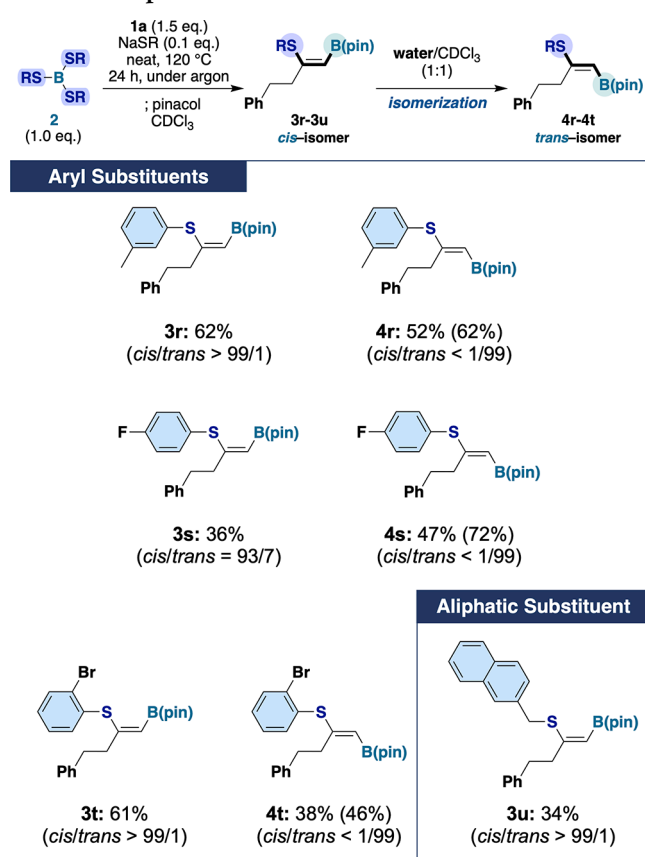 1a (1.5 eq.)
NaSR (0.1 eq.)
neat, 120 °C
24 h, under argon
; pinacol
CDCl3
SR
RS B
SR
2
(1.0 eq.)
RS B(pin)
Ph
3r-3u
cis–isomer
water/CDCl3
(1:1)
isomerization
RS
B(pin)
Ph
4r-4t
trans–isomer
Aryl Substituents
S B(pin)
Ph
3r: 62%
(cis/trans > 99/1)
S
B(pin)
Ph
4r: 52% (62%)
(cis/trans < 1/99)
F S B(pin)
Ph
3s: 36%
(cis/trans = 93/7)
F S
B(pin)
Ph
4s: 47% (72%)
(cis/trans < 1/99)
Br
S B(pin)
Ph
3t: 61%
(cis/trans > 99/1)
Br
S
B(pin)
Ph
4t: 38% (46%)
(cis/trans < 1/99)
Aliphatic Substituent
S B(pin)
Ph
3u: 34%
(cis/trans > 99/1)